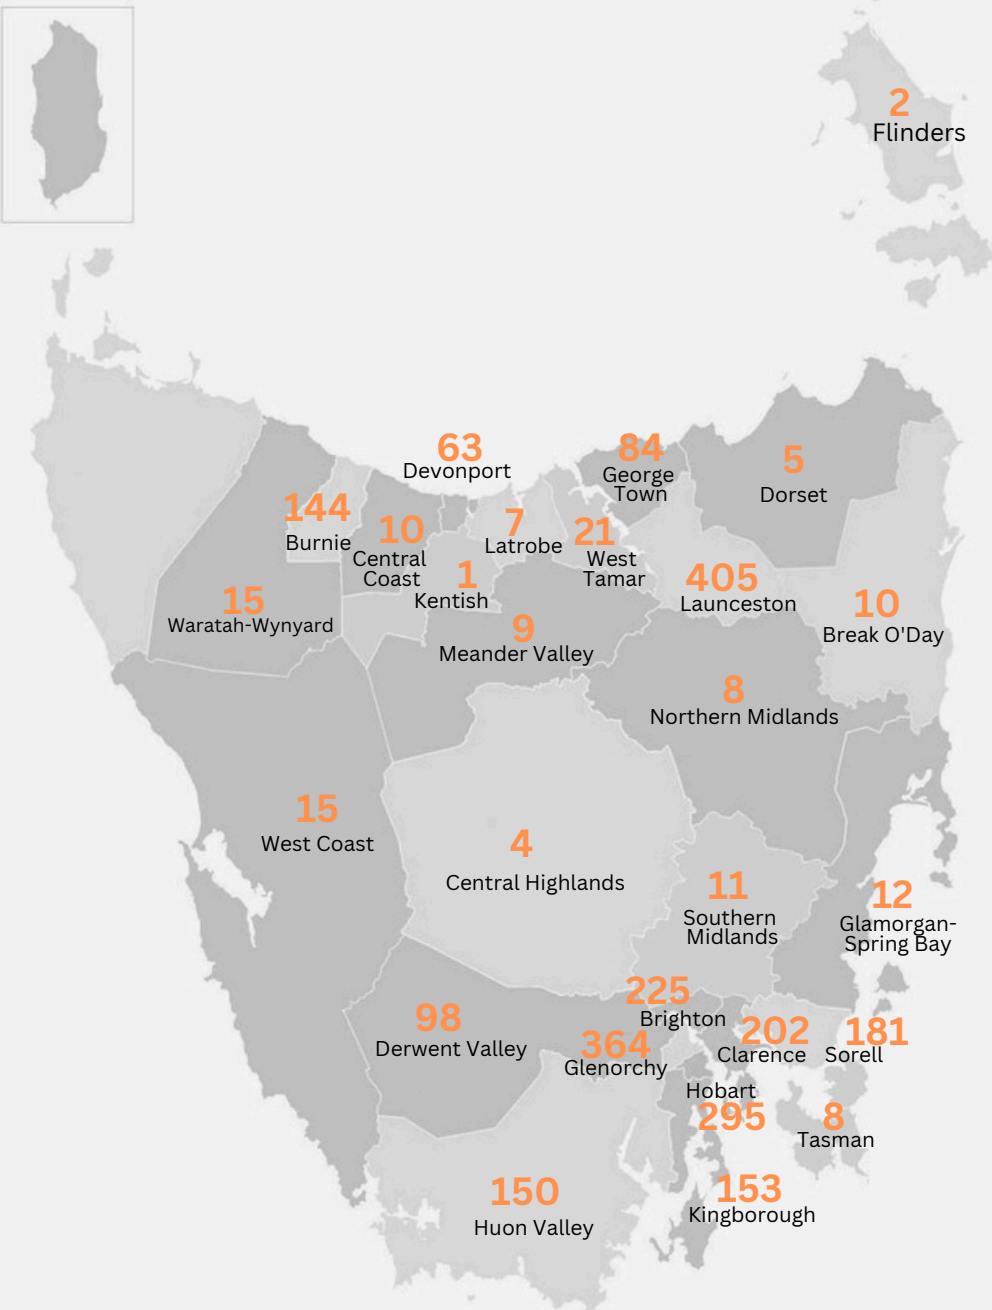 2
Flinders
63
Devonport
84
George
Town
5
Dorset
144
Burnie
10
Central
Coast
7
Latrobe
21
West
Tamar
1
Kentish
405
Launceston
10
Break O'Day
15
Waratah-Wynyard
9
Meander Valley
8
Northern Midlands
15
West Coast
4
Central Highlands
11
Southern
Midlands
12
Glamorgan-
Spring Bay
225
Brighton
98
Derwent Valley
364
Glenorchy
202
Clarence
181
Sorell
Hobart
295
8
Tasman
150
Huon Valley
153
Kingborough